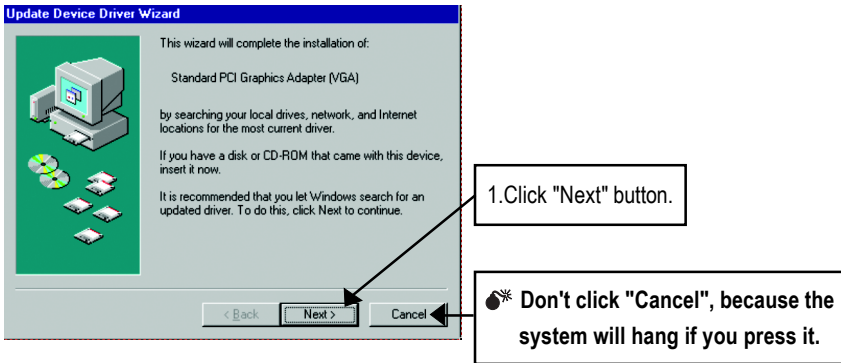 Update Device Driver Wizard
This wizard will complete the installation of:
Standard PCI Graphics Adapter (VGA)
by searching your local drives, network, and Internet
locations for the most current driver.
If you have a disk or CD-ROM that came with this device,
insert it now.
It is recommended that you let Windows search for an
updated driver. To do this, click Next to continue.
< Back
Next >
Cancel
1.Click "Next" button.
Don't click "Cancel", because the
system will hang if you press it.